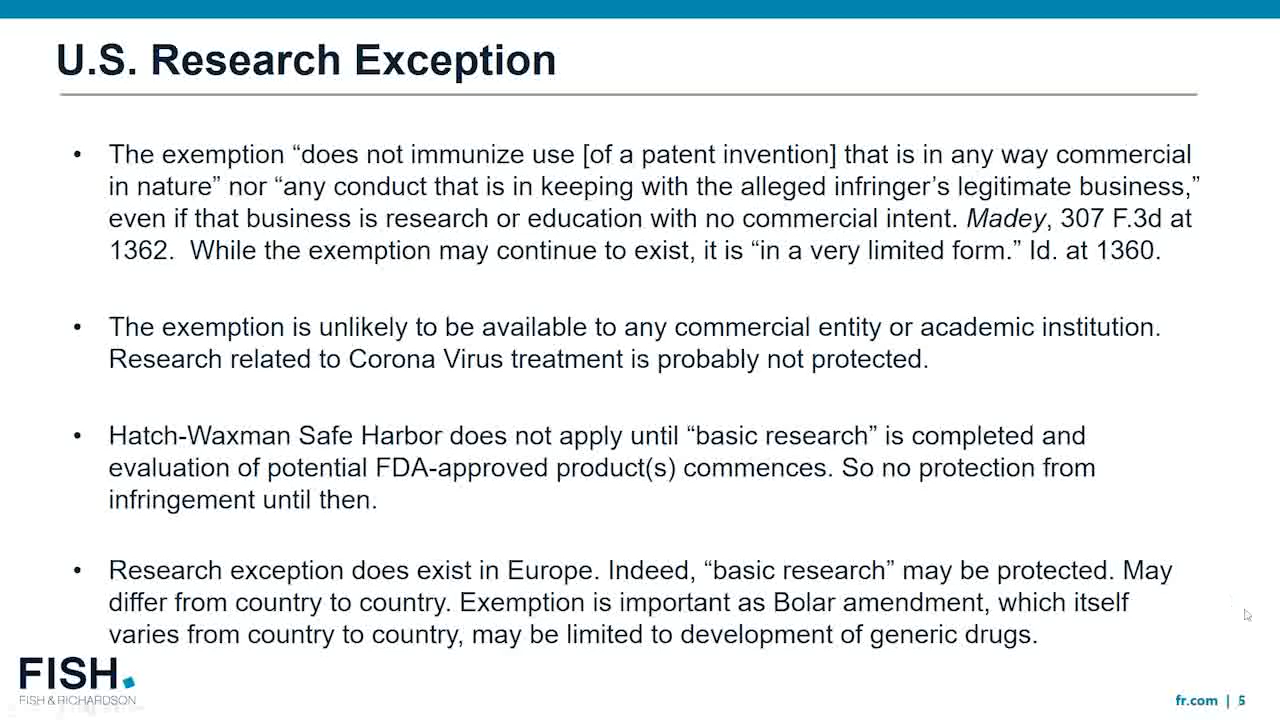 U.S. Research Exception
• The exemption “does not immunize use [of a patent invention] that is in any way commercial
in nature” nor “any conduct that is in keeping with the alleged infringer’s legitimate business,”
even if that business is research or education with no commercial intent. Madey, 307 F.3d at
1362.  While the exemption may continue to exist, it is “in a very limited form.” Id. at 1360.
• The exemption is unlikely to be available to any commercial entity or academic institution.
Research related to Corona Virus treatment is probably not protected.
• Hatch-Waxman Safe Harbor does not apply until “basic research” is completed and
evaluation of potential FDA-approved product(s) commences. So no protection from
infringement until then.
• Research exception does exist in Europe. Indeed, “basic research” may be protected. May
differ from country to country. Exemption is important as Bolar amendment, which itself
varies from country to country, may be limited to development of generic drugs.
FISH.
FISH & RICHARDSON
fr.com | 5